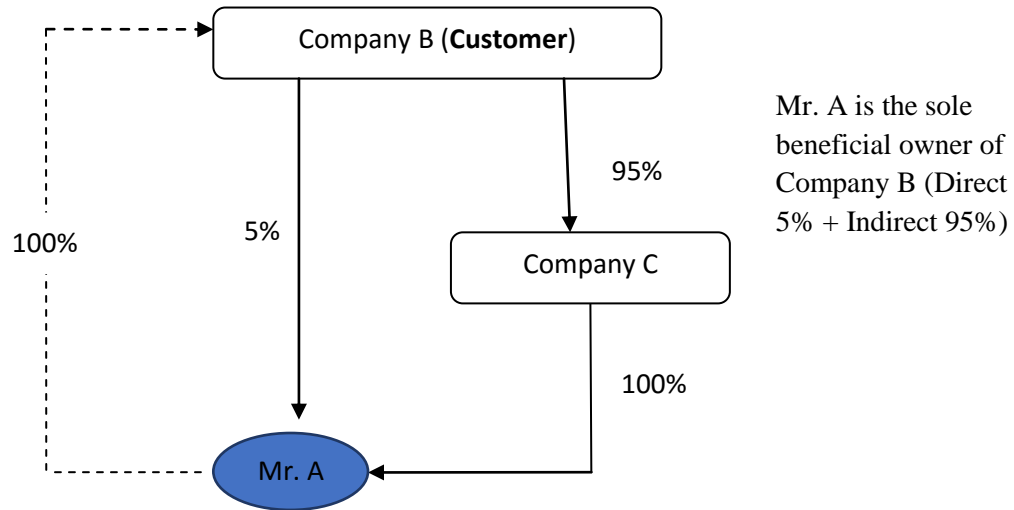 Company B (Customer)
Mr. A is the sole
beneficial owner of
Company B (Direct
5% + Indirect 95%)
95%
100%
5%
Company C
100%
Mr. A